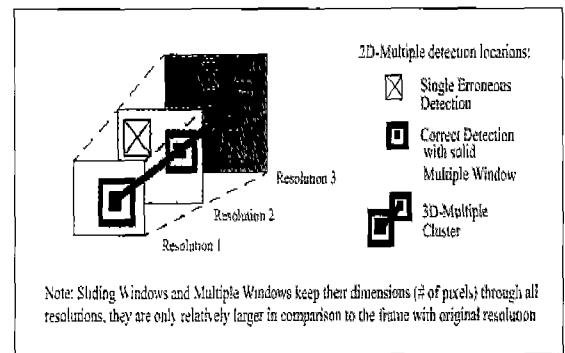 2D-Multiple detection locations:
Single Erroneous
Detection
Correct Detection
with solid
Multiple Window
3D-Multiple
Cluster
Resolution 3
Resolution 2
Resolution 1
Note: Sliding Windows and Multiple Windows keep their dimensions (# of pixels) through all
resolutions, they are only relatively larger in comparison to the frame with original resolution